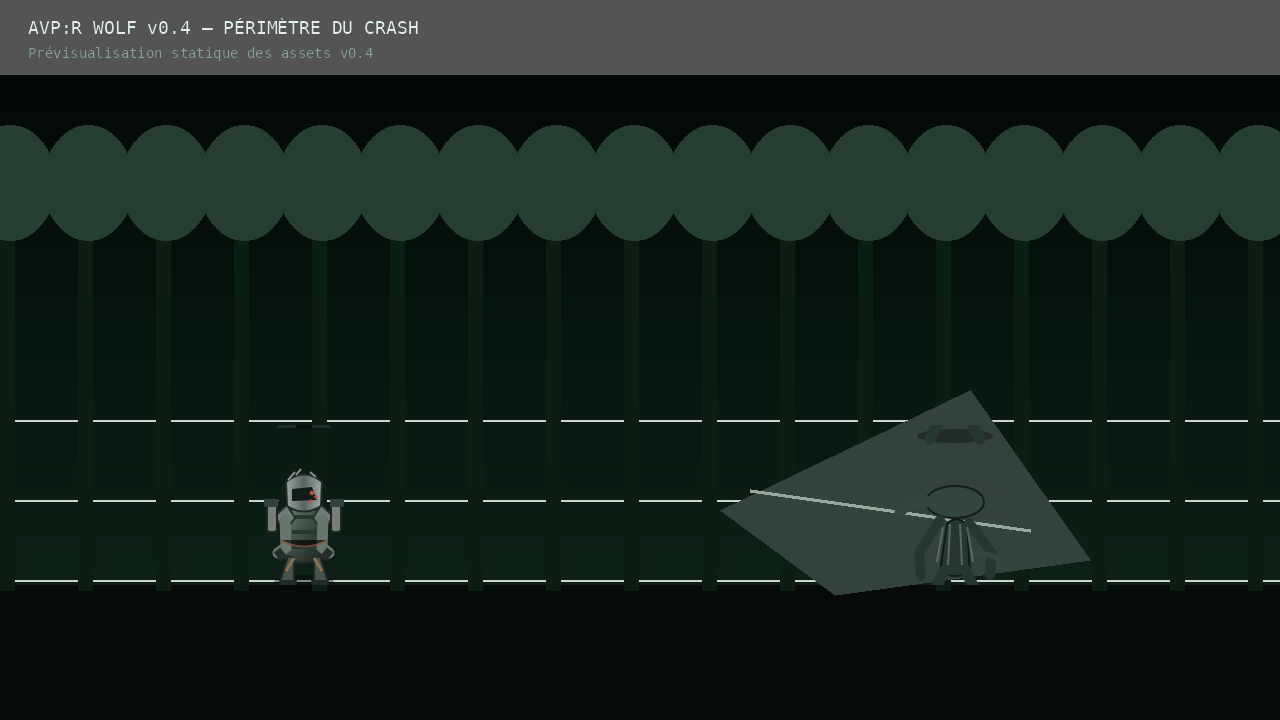 AVP:R WOLF v0.4 — PÉRIMÈTRE DU CRASH
Prévisualisation statique des assets v0.4